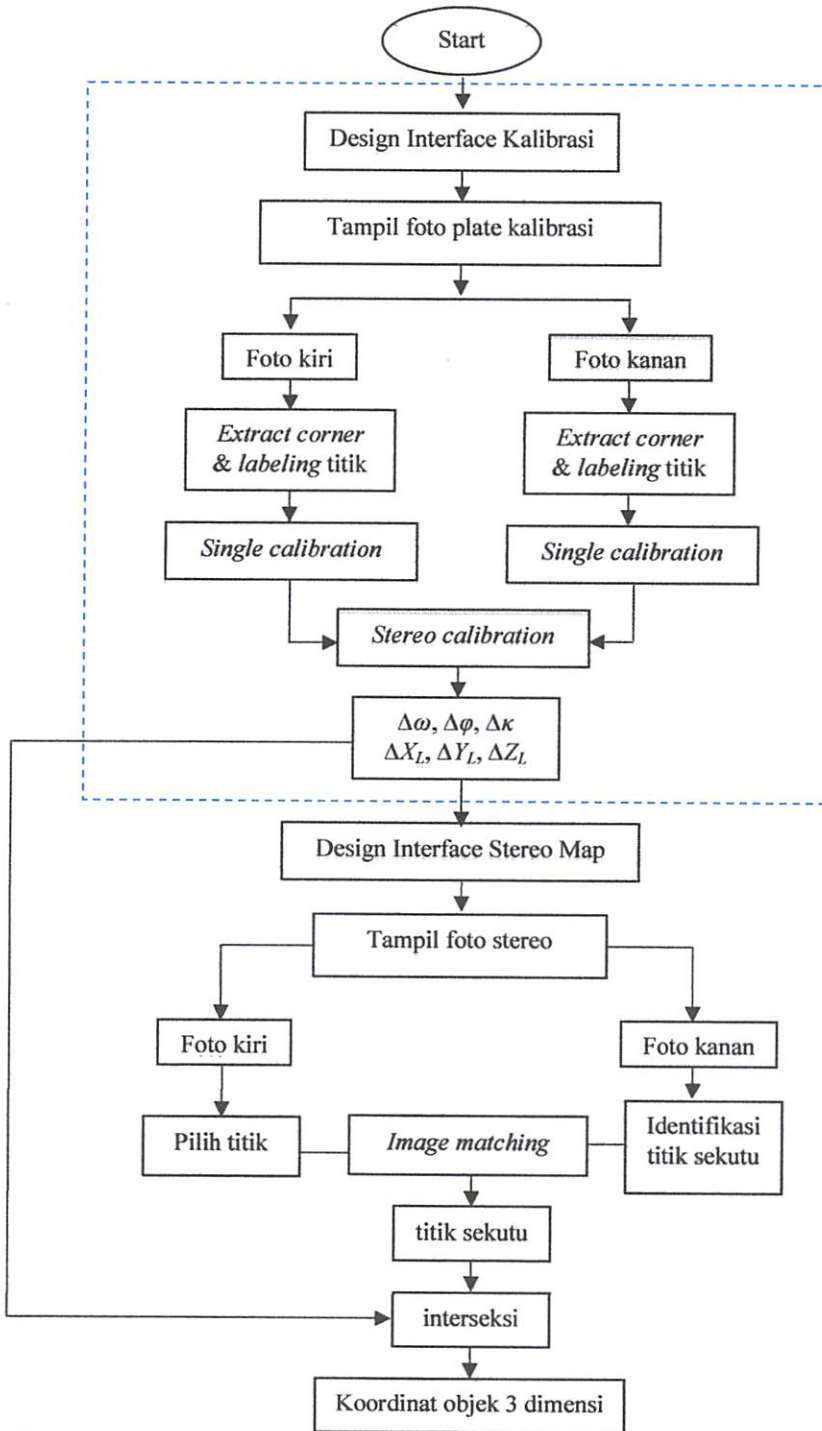 Start
Design Interface Kalibrasi
Tampil foto plate kalibrasi
Foto kiri
Foto kanan
Extract corner
& labeling titik
Extract corner
& labeling titik
Single calibration
Single calibration
Stereo calibration
Δω, Δφ, Δκ
ΔX_L, ΔY_L, ΔZ_L
Design Interface Stereo Map
Tampil foto stereo
Foto kiri
Foto kanan
Pilih titik
Image matching
Identifikasi
titik sekutu
titik sekutu
interseksi
Koordinat objek 3 dimensi